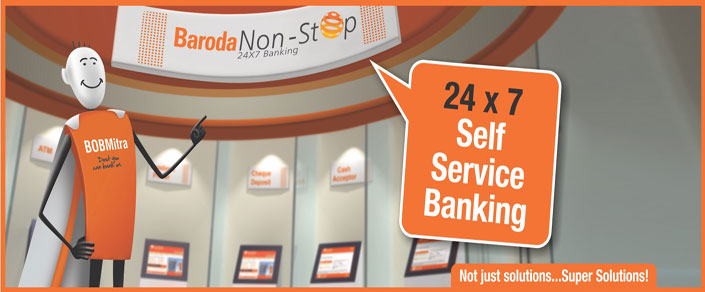 Baroda Non-Stop
24X7 Banking
24 x 7
Self
Service
Banking
BOBMitra
ATM
Cheque
Deposit
Cash
Acceptor
Not just solutions...Super Solutions!